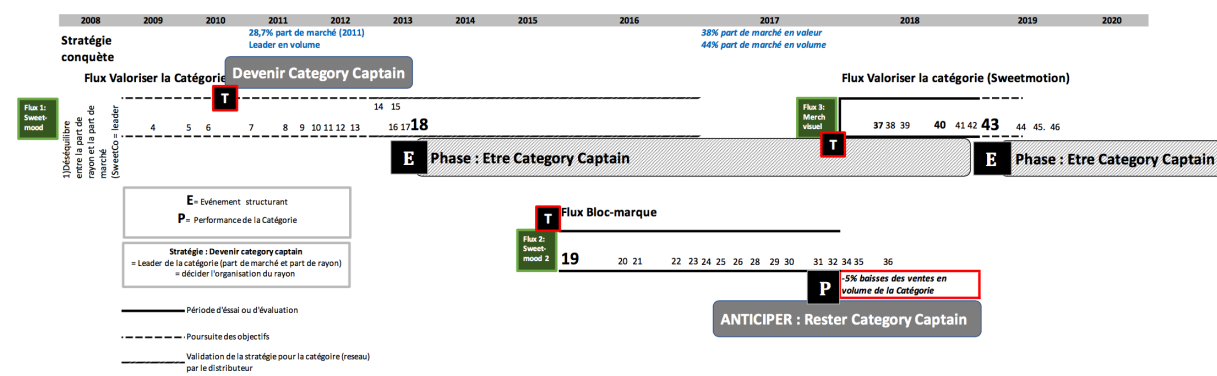 2008 2009 2010 2011 2012 2013 2014 2015 2016 2017 2018 2019 2020
Stratégie
conquète
28,7% part de marché (2011)
Leader en volume
38% part de marché en valeur
44% part de marché en volume
Flux Valoriser la Catégorie
Devenir Category Captain
Flux Valoriser la catégorie (Sweetmotion)
T
Flux 1:
Sweet-
mood
1)Déséquilibre
entre la part de
rayon et la part de
marché
(SweetCo = leader
14 15
4 5 6 7 8 9 10 11 12 13 16 17 18
Flux 3:
Merch
visuel
T
37 38 39 40 41 42 43 44 45. 46
E Phase : Etre Category Captain
E Phase : Etre Category Captain
E= Evénement structurant
P= Performance de la Catégorie
T Flux Bloc-marque
Flux 2:
Sweet-
mood 2
19 20 21 22 23 24 25 26 28 29 30 31 32 34 35 36
Stratégie : Devenir category captain
= Leader de la catégorie (part de marché et part de rayon)
= décider l'organisation du rayon
P
-5% baisses des ventes en
volume de la Catégorie
ANTICIPER : Rester Category Captain
Période d'éssai ou d'évaluation
Poursuite des objectifs
Validation de la stratégie pour la catégoire (reseau)
par le distributeur